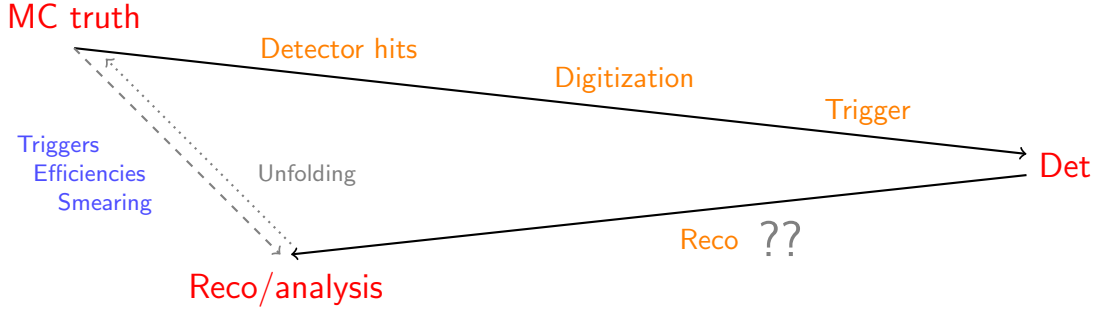 MC truth
Detector hits
Digitization
Trigger
Triggers
Efficiencies
Smearing
Unfolding
Det
Reco ??
Reco/analysis